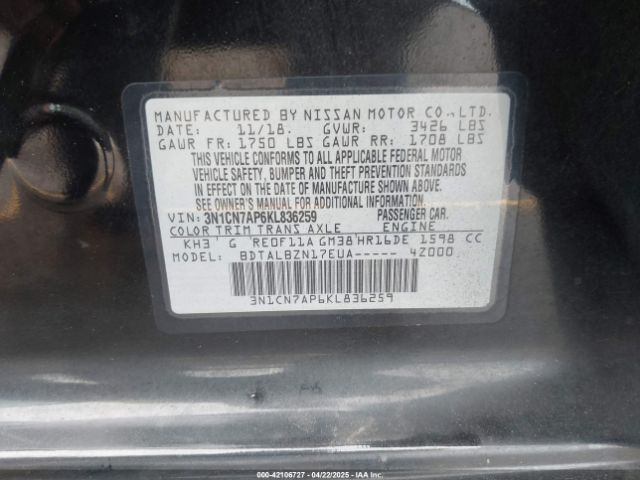 MANUFACTURED BY NISSAN MOTOR CO., LTD.
DATE: 11/18. GVWR: 3426 LBS
GAWR FR: 1750 LBS GAWR RR: 1708 LBS
THIS VEHICLE CONFORMS TO ALL APPLICABLE FEDERAL MOTOR
VEHICLE SAFETY, BUMPER AND THEFT PREVENTION STANDARDS
IN EFFECT ON THE DATE OF MANUFACTURE SHOWN ABOVE.
SEE OWNER'S MANUAL FOR ADDITIONAL INFORMATION.
VIN: 3N1CN7AP6KL836259 PASSENGER CAR.
COLOR TRIM TRANS AXLE ENGINE
KH3 G RE0F11A GM38 HR16DE 1598 CC
MODEL: BDTALBZN17EUA----- 4Z000
3N1CN7AP6KL836259
000-42106727 - 04/22/2025 - IAAI.COM